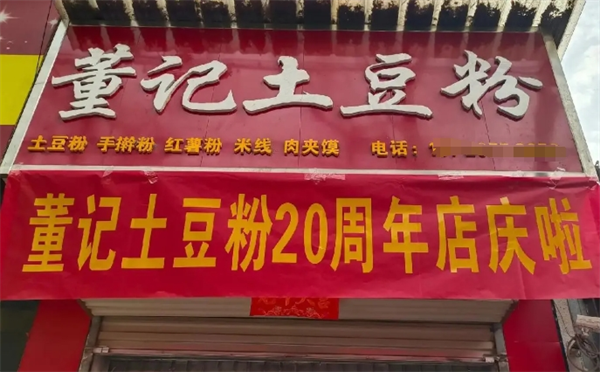 董记土豆粉
土豆粉 手擀粉 红薯粉 米线 肉夹馍 电话:
董记土豆粉20周年店庆啦